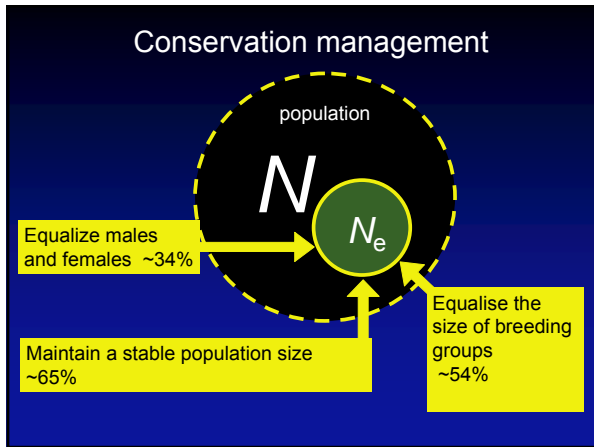 Conservation management
population
N
Ne
Equalize males
and females ~34%
Maintain a stable population size
~65%
Equalise the
size of breeding
groups
~54%